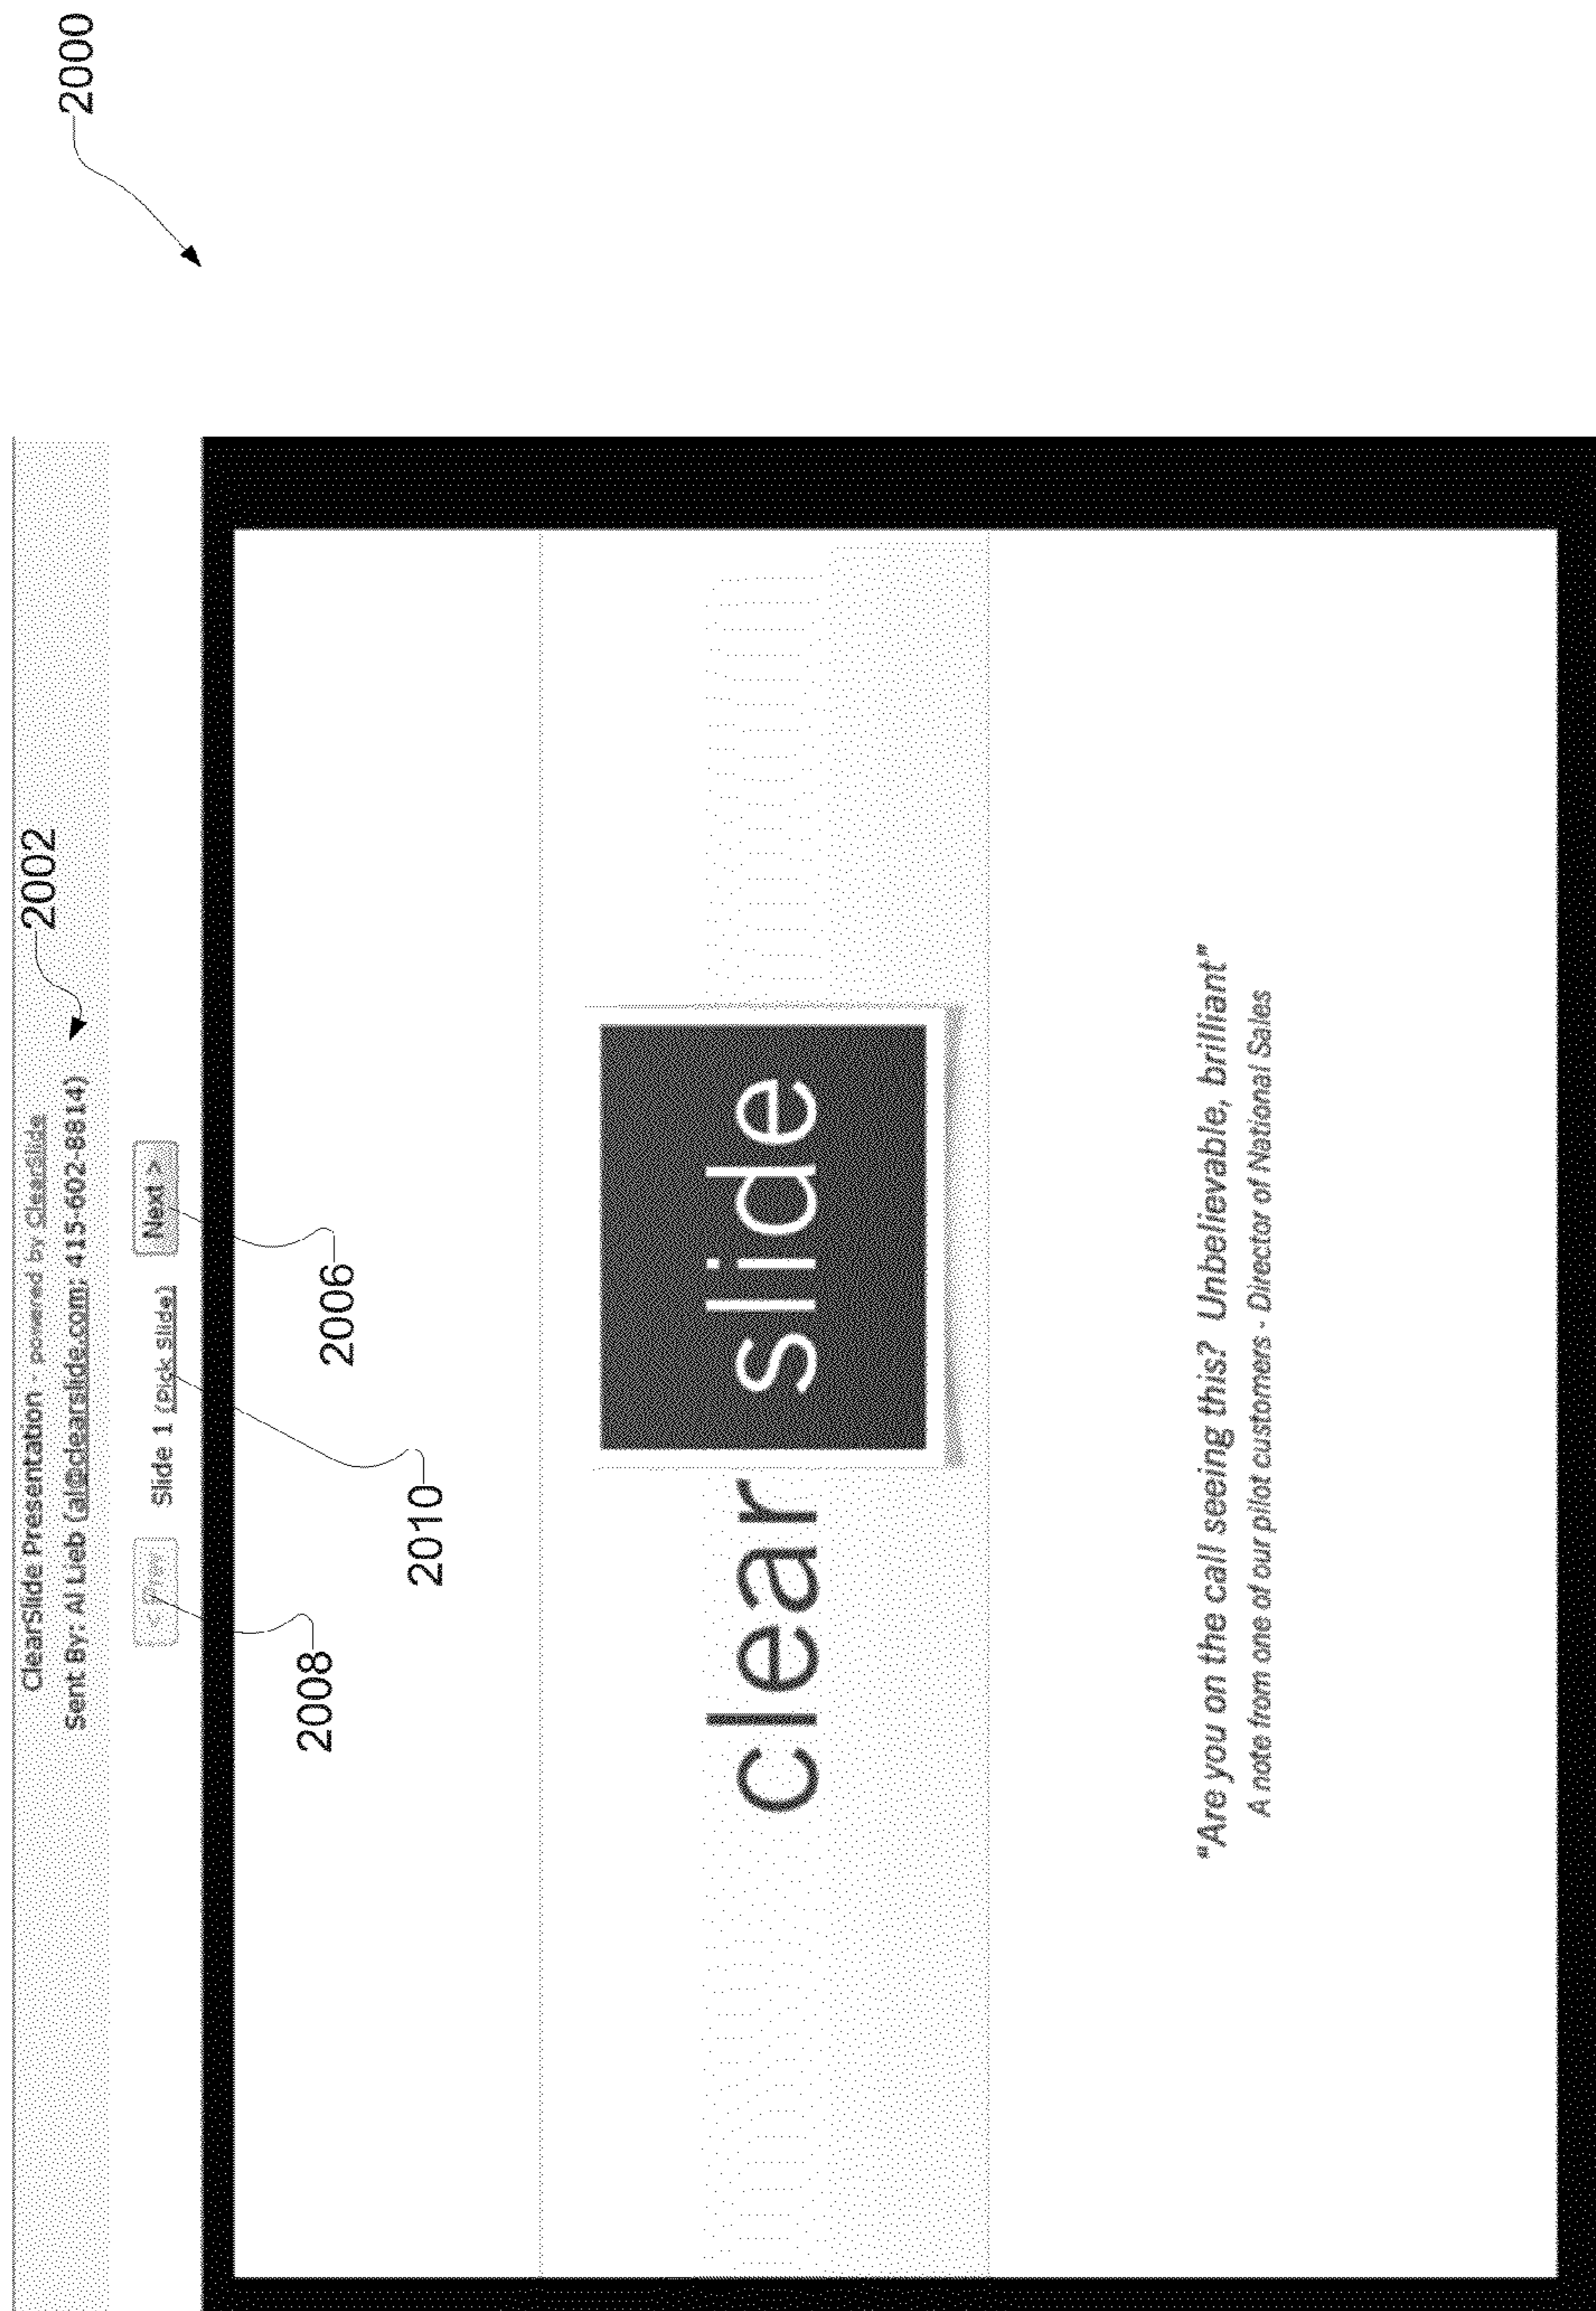 2000
2002
ClearSlide Presentation - powered by ClearSlide
Sent By: Al Lieb (al@clearslide.com; 415-602-8814)
< Prev Slide 1 (Pick Slide) Next >
2008
2010
2006
clear slide
"Are you on the call seeing this? Unbelievable, brilliant"
A note from one of our pilot customers - Director of National Sales